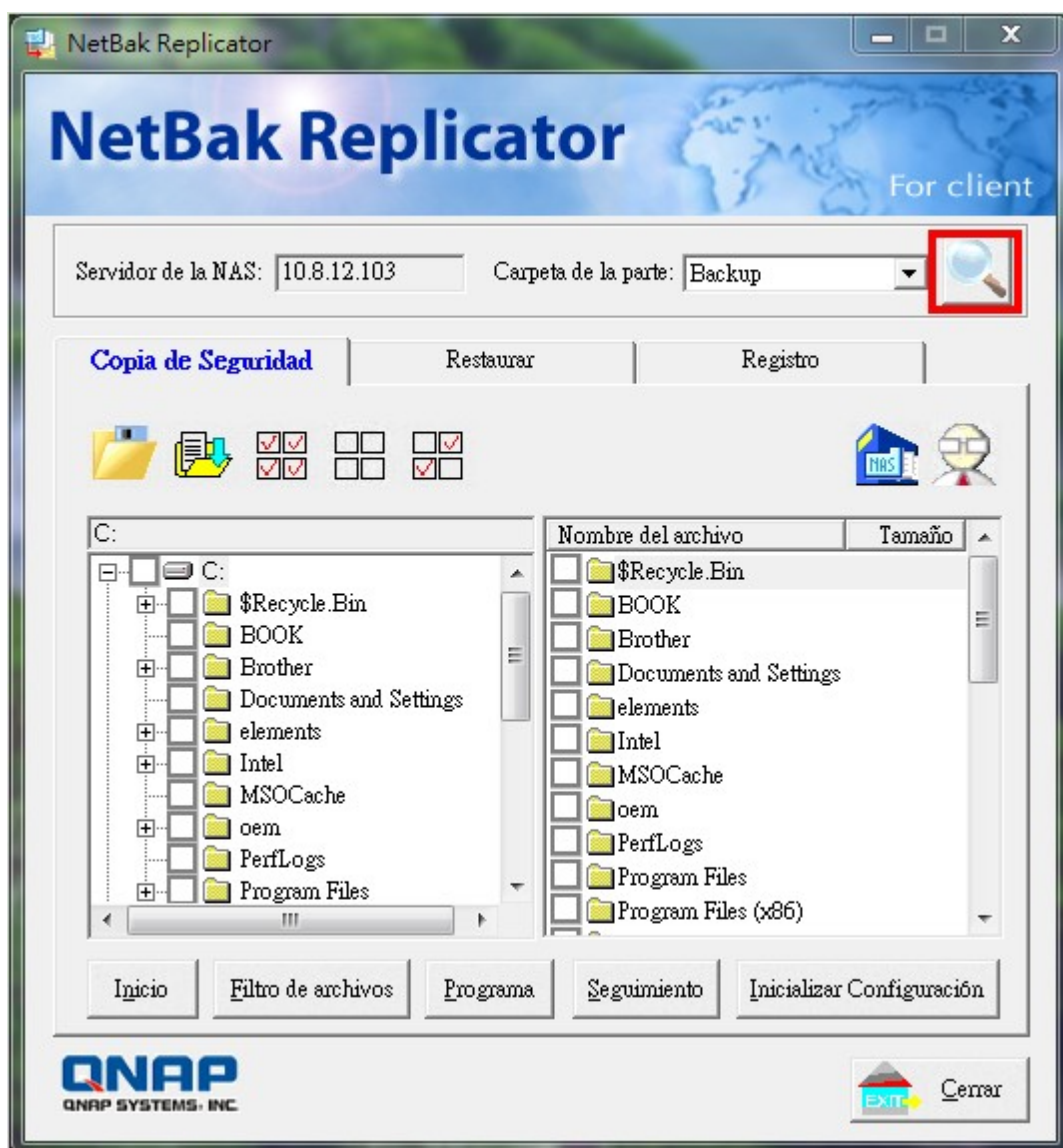 NetBak Replicator
NetBak Replicator
For client
Servidor de la NAS: 10.8.12.103 Carpeta de la parte: Backup
Copia de Seguridad Restaurar Registro
NAS
C:
C:
$Recycle.Bin
BOOK
Brother
Documents and Settings
elements
Intel
MSOCache
oem
PerfLogs
Program Files
Nombre del archivo Tamaño
$Recycle.Bin
BOOK
Brother
Documents and Settings
elements
Intel
MSOCache
oem
PerfLogs
Program Files
Program Files (x86)
Inicio Filtro de archivos Programa Seguimiento Inicializar Configuración
QNAP
QNAP SYSTEMS, INC.
EXIT Cerrar